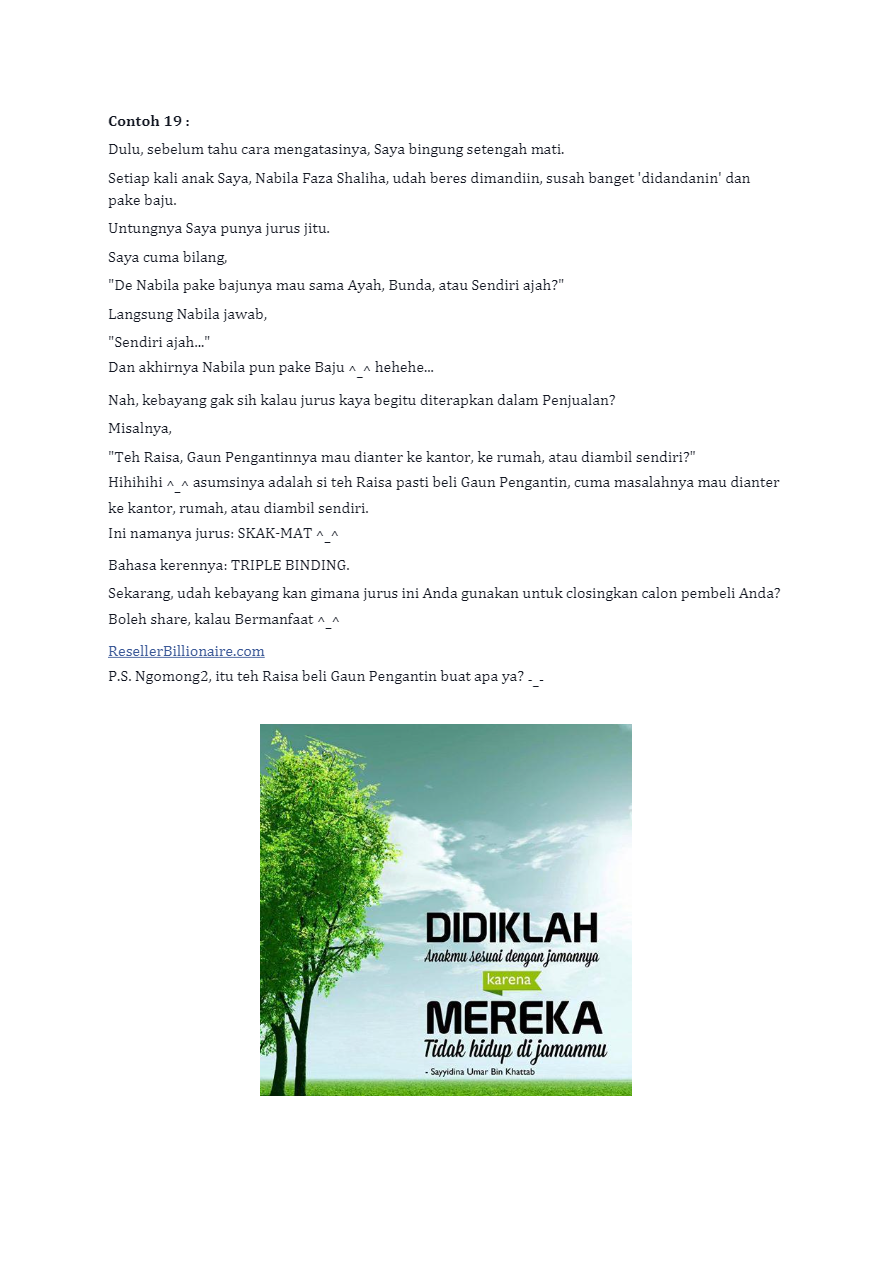 Contoh 19 :
Dulu, sebelum tahu cara mengatasinya, Saya bingung setengah mati.
Setiap kali anak Saya, Nabila Faza Shaliha, udah beres dimandiin, susah banget 'didandanin' dan
pake baju.
Untungnya Saya punya jurus jitu.
Saya cuma bilang,
"De Nabila pake bajunya mau sama Ayah, Bunda, atau Sendiri ajah?"
Langsung Nabila jawab,
"Sendiri ajah..."
Dan akhirnya Nabila pun pake Baju ^_^ hehehe...
Nah, kebayang gak sih kalau jurus kaya begitu diterapkan dalam Penjualan?
Misalnya,
"Teh Raisa, Gaun Pengantinnya mau dianter ke kantor, ke rumah, atau diambil sendiri?"
Hihihihi ^_^ asumsinya adalah si teh Raisa pasti beli Gaun Pengantin, cuma masalahnya mau dianter
ke kantor, rumah, atau diambil sendiri.
Ini namanya jurus: SKAK-MAT ^_^
Bahasa kerennya: TRIPLE BINDING.
Sekarang, udah kebayang kan gimana jurus ini Anda gunakan untuk closingkan calon pembeli Anda?
Boleh share, kalau Bermanfaat ^_^
ResellerBillionaire.com
P.S. Ngomong2, itu teh Raisa beli Gaun Pengantin buat apa ya? -_-
DIDIKLAH
Anakmu sesuai dengan jamannya
karena
MEREKA
Tidak hidup di jamanmu
- Sayyidina Umar Bin Khattab